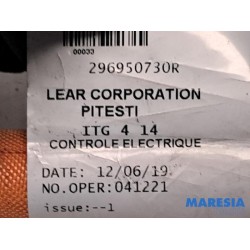 00033
296950730R
LEAR CORPORATION
PITESTI
ITG 4 14
CONTROLE ELECTRIQUE
DATE: 12/06/19
NO.OPER:041221
issue:--1
MARESIA